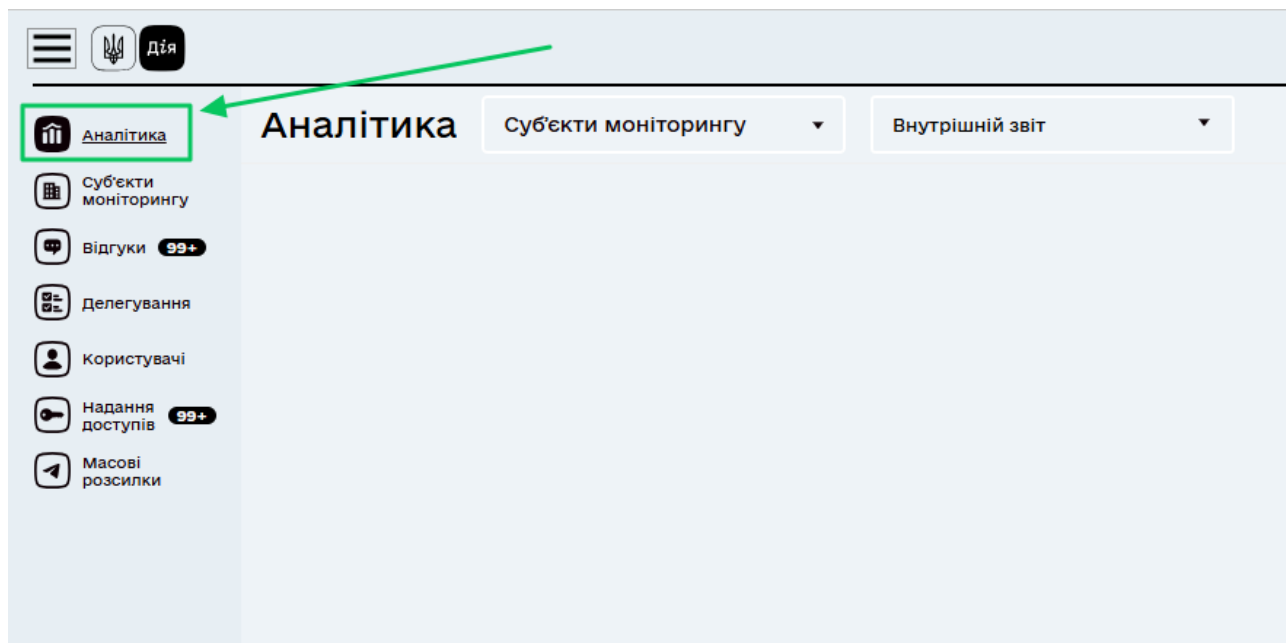 Дія
Аналітика
Суб'єкти
моніторингу
Відгуки 99+
Делегування
Користувачі
Надання
доступів 99+
Масові
розсилки
Аналітика Суб'єкти моніторингу Внутрішній звіт